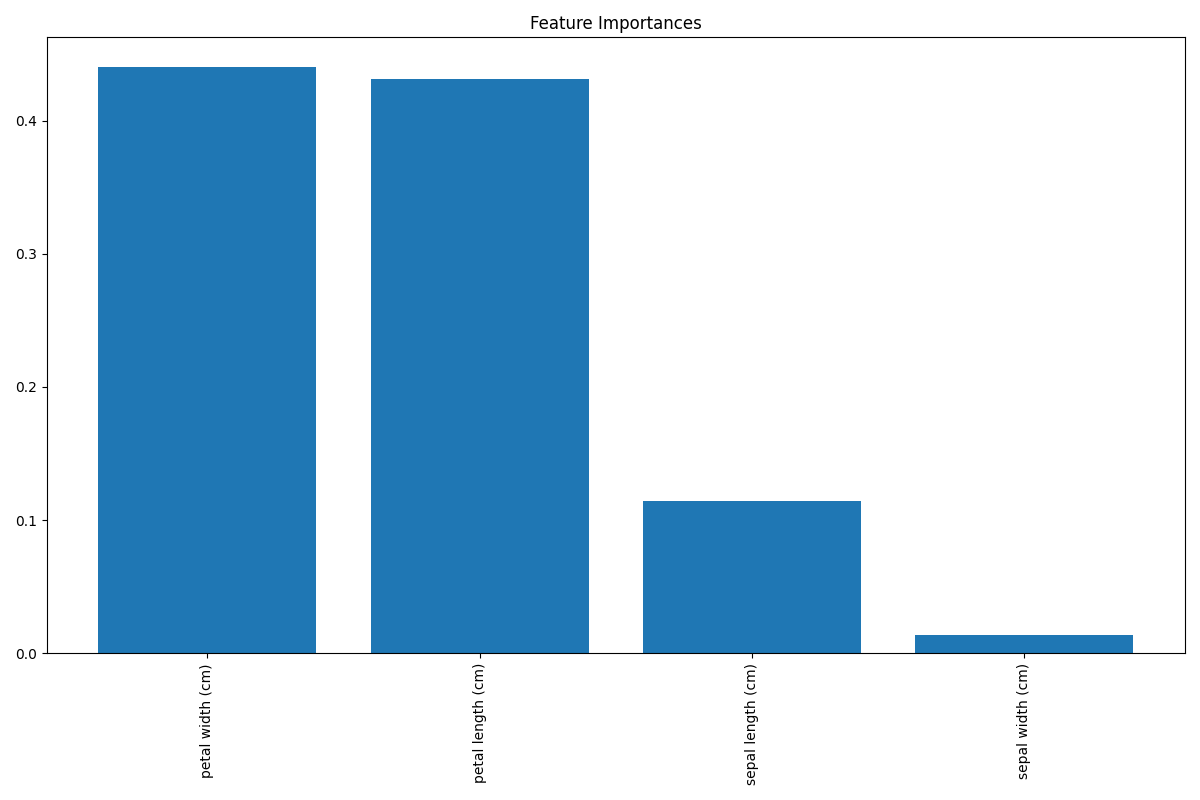 Feature Importances
0.4
0.3
0.2
0.1
0.0
petal width (cm)
petal length (cm)
sepal length (cm)
sepal width (cm)